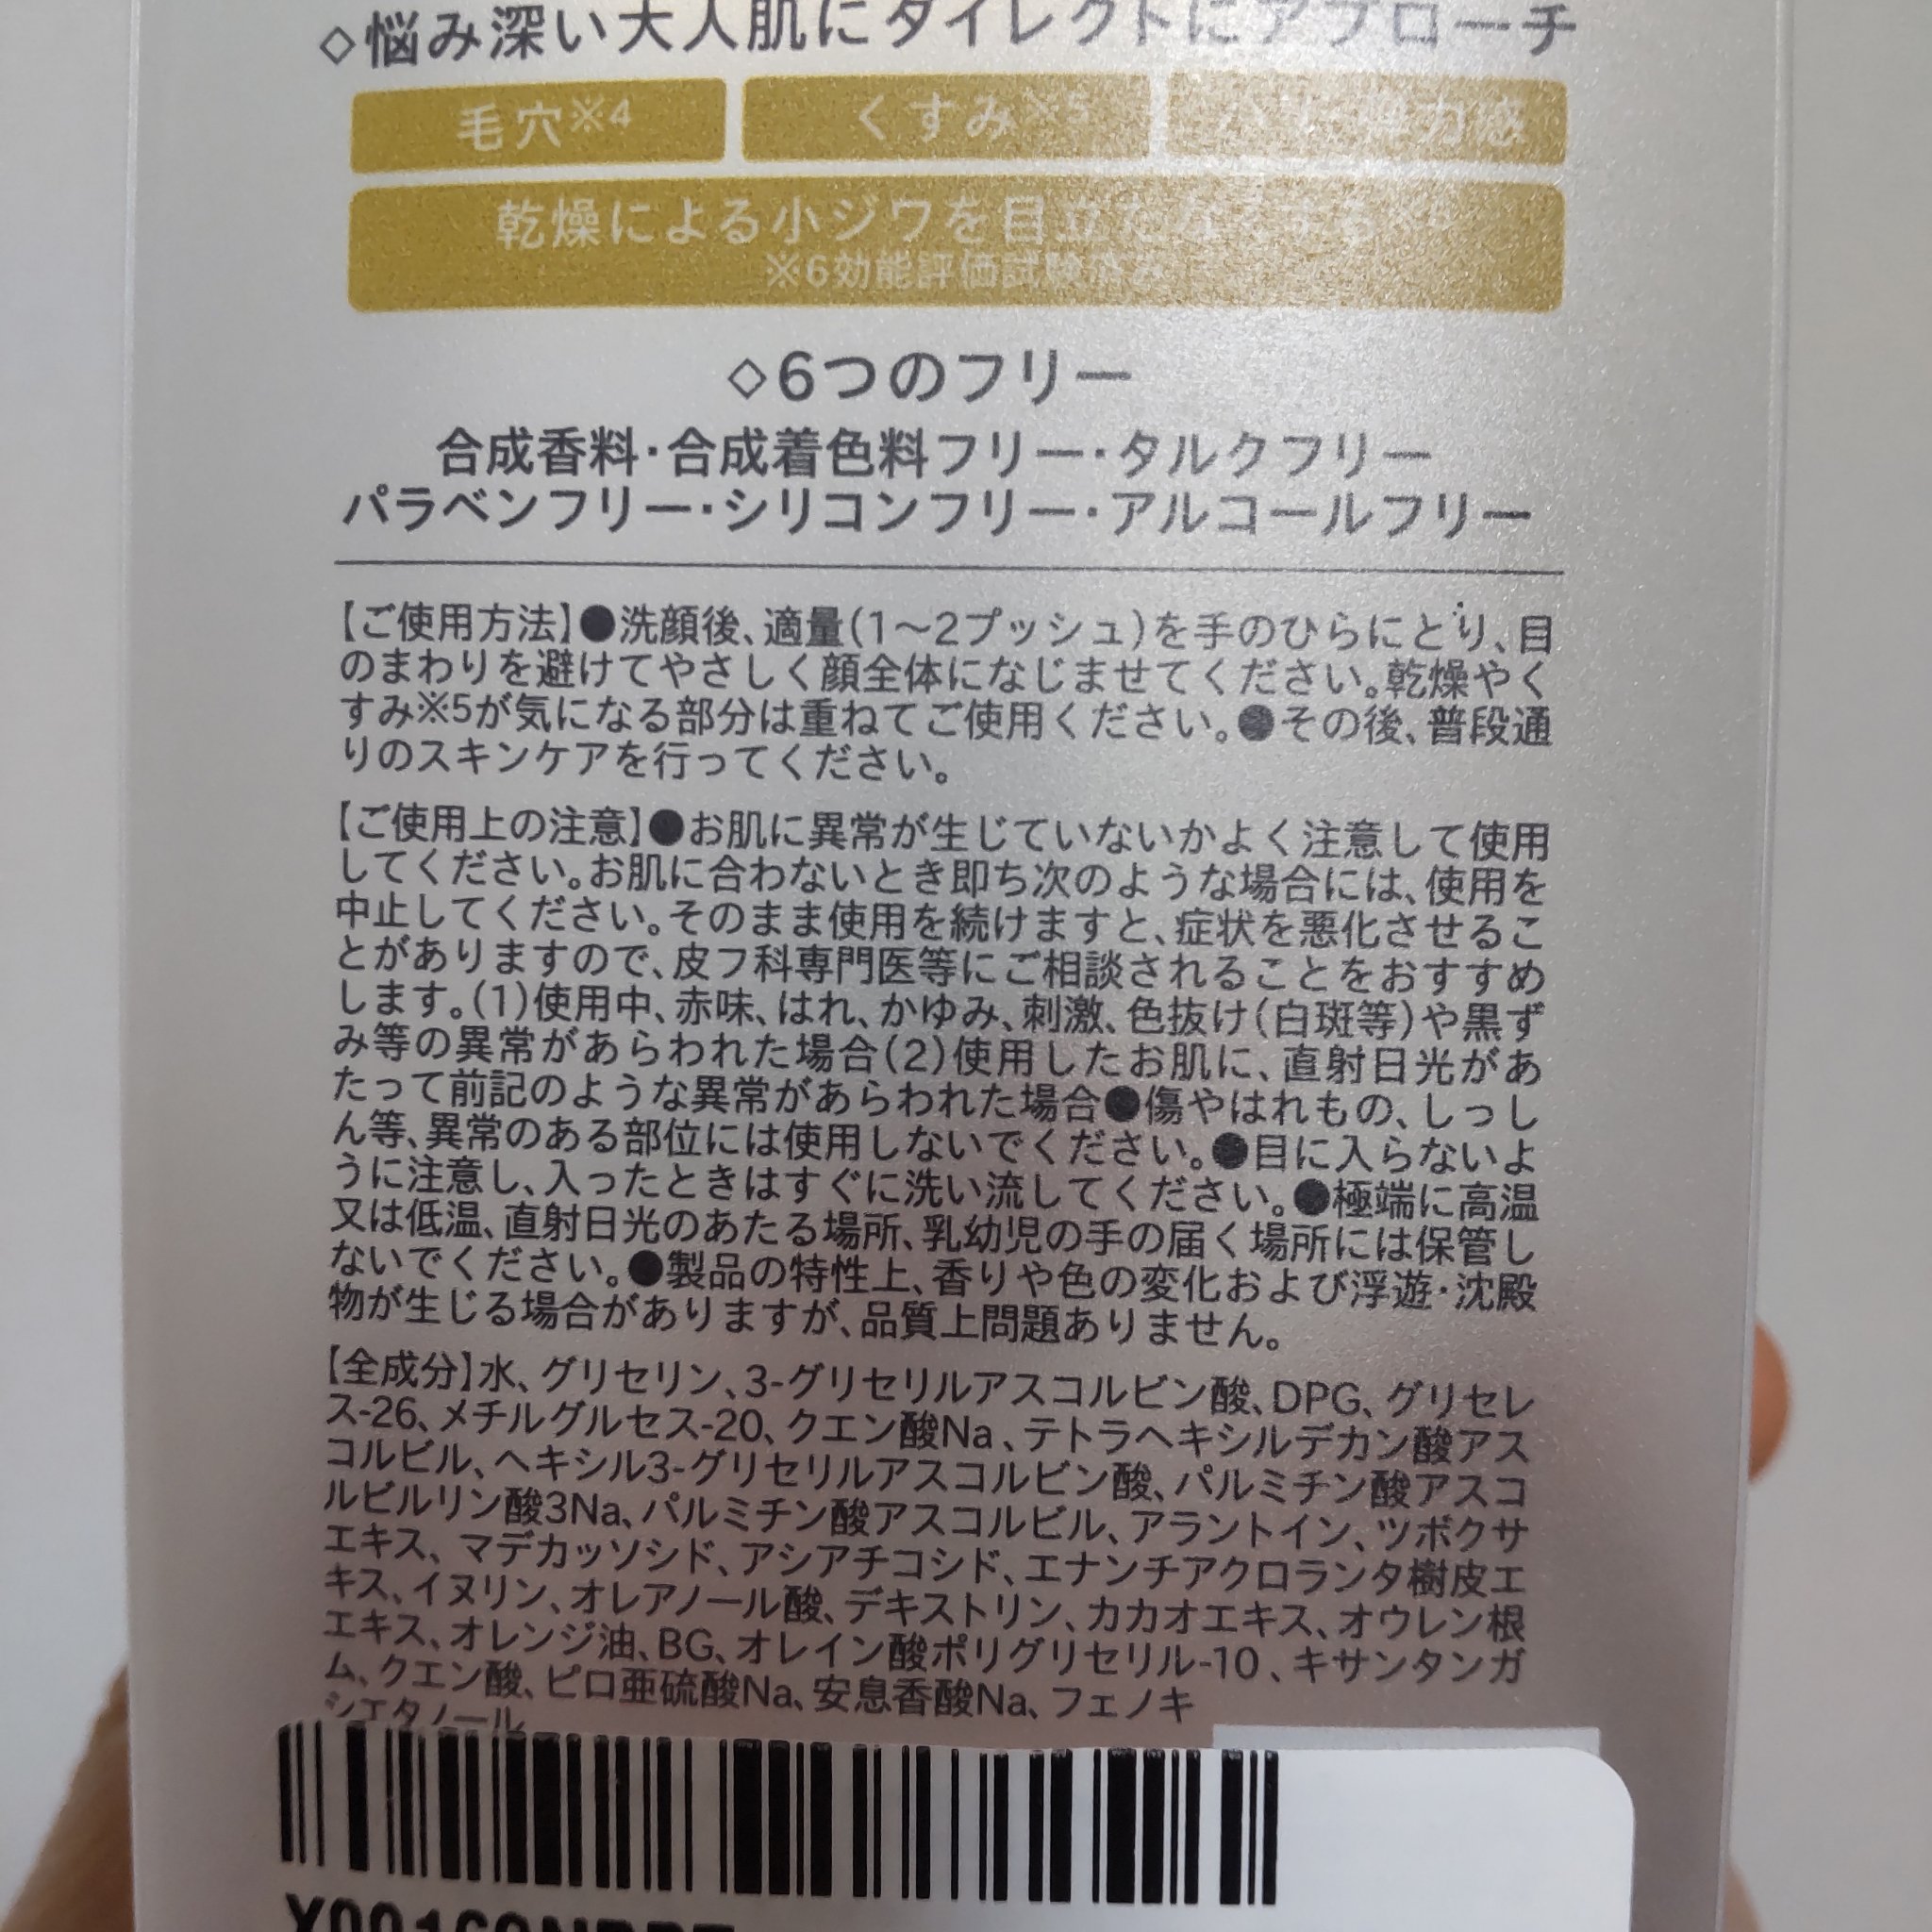 ◇悩み深い大人肌にダイレクトにアプローチ
毛穴※4
くすみ※5
ハリ・弾力感
乾燥による小ジワを目立たなくする※6
※6効能評価試験済み
◇6つのフリー
合成香料・合成着色料フリー・タルクフリー
パラベンフリー・シリコンフリー・アルコールフリー
【ご使用方法】●洗顔後、適量(1〜2プッシュ)を手のひらにとり、目
のまわりを避けてやさしく顔全体になじませてください。乾燥やく
すみ※5が気になる部分は重ねてご使用ください。●その後、普段通
りのスキンケアを行ってください。
【ご使用上の注意】●お肌に異常が生じていないかよく注意して使用
してください。お肌に合わないとき即ち次のような場合には、使用を
中止してください。そのまま使用を続けますと、症状を悪化させるこ
とがありますので、皮フ科専門医等にご相談されることをおすすめ
します。(1)使用中、赤味、はれ、かゆみ、刺激、色抜け(白斑等)や黒ず
み等の異常があらわれた場合(2)使用したお肌に、直射日光があ
たって前記のような異常があらわれた場合●傷やはれもの、しっし
ん等、異常のある部位には使用しないでください。●目に入らないよ
うに注意し、入ったときはすぐに洗い流してください。●極端に高温
又は低温、直射日光のあたる場所、乳幼児の手の届く場所には保管し
ないでください。●製品の特性上、香りや色の変化および浮遊・沈殿
物が生じる場合がありますが、品質上問題ありません。
【全成分】水、グリセリン、3-グリセリルアスコルビン酸、DPG、グリセレ
ス-26、メチルグルセス-20、クエン酸Na、テトラヘキシルデカン酸アス
コルビル、ヘキシル3-グリセリルアスコルビン酸、パルミチン酸アスコ
ルビルリン酸3Na、パルミチン酸アスコルビル、アラントイン、ツボクサ
エキス、マデカッソシド、アシアチコシド、エナンチアクロランタ樹皮エ
キス、イヌリン、オレアノール酸、デキストリン、カカオエキス、オウレン根
エキス、オレンジ油、BG、オレイン酸ポリグリセリル-10、キサンタンガ
ム、クエン酸、ピロ亜硫酸Na、安息香酸Na、フェノキ
シエタノール